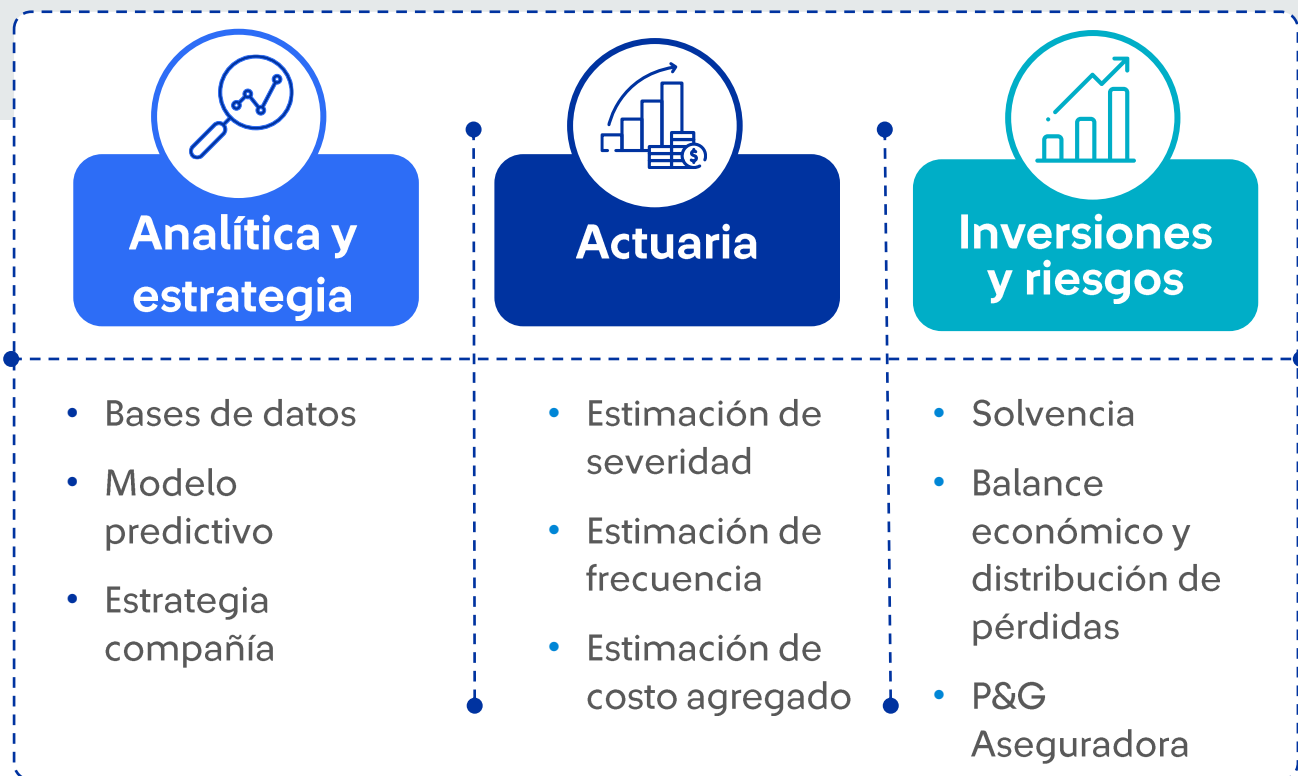 Analítica y
estrategia
Actuaria
Inversiones
y riesgos
• Bases de datos
• Modelo
predictivo
• Estrategia
compañía
• Estimación de
severidad
• Estimación de
frecuencia
• Estimación de
costo agregado
• Solvencia
• Balance
económico y
distribución de
pérdidas
• P&G
Aseguradora
$